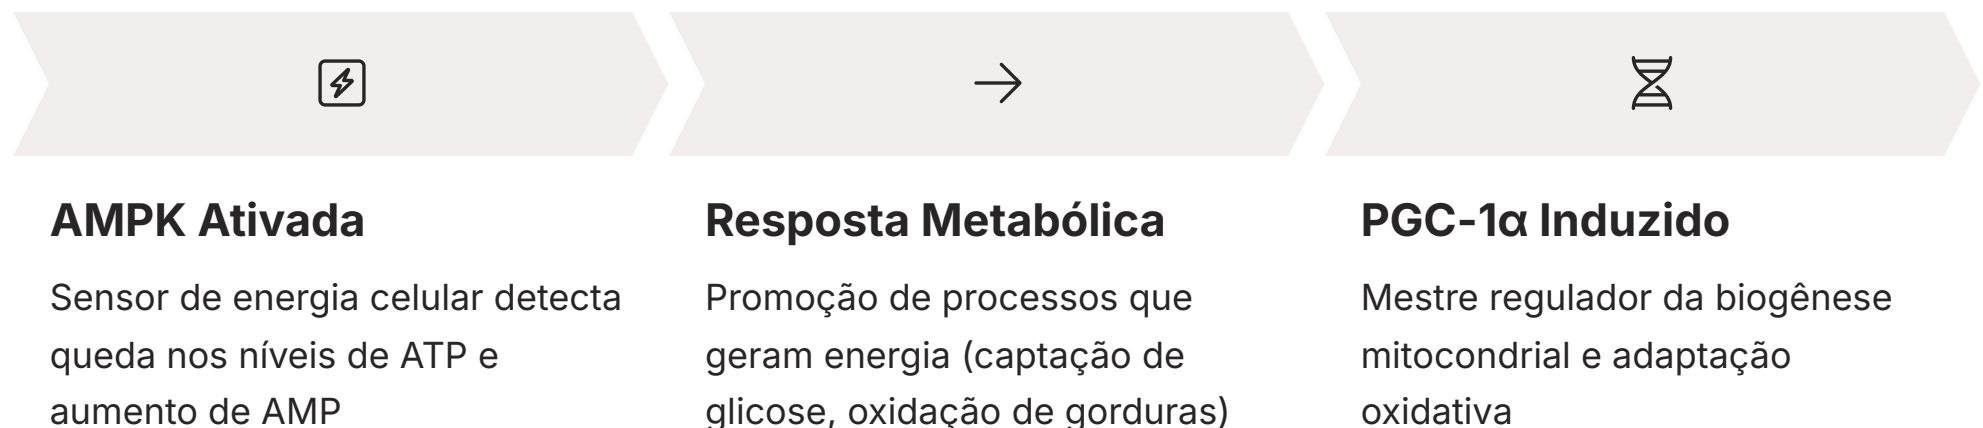 AMPK Ativada
Sensor de energia celular detecta
queda nos níveis de ATP e
aumento de AMP
Resposta Metabólica
Promoção de processos que
geram energia (captação de
glicose, oxidação de gorduras)
PGC-1α Induzido
Mestre regulador da biogênese
mitocondrial e adaptação
oxidativa